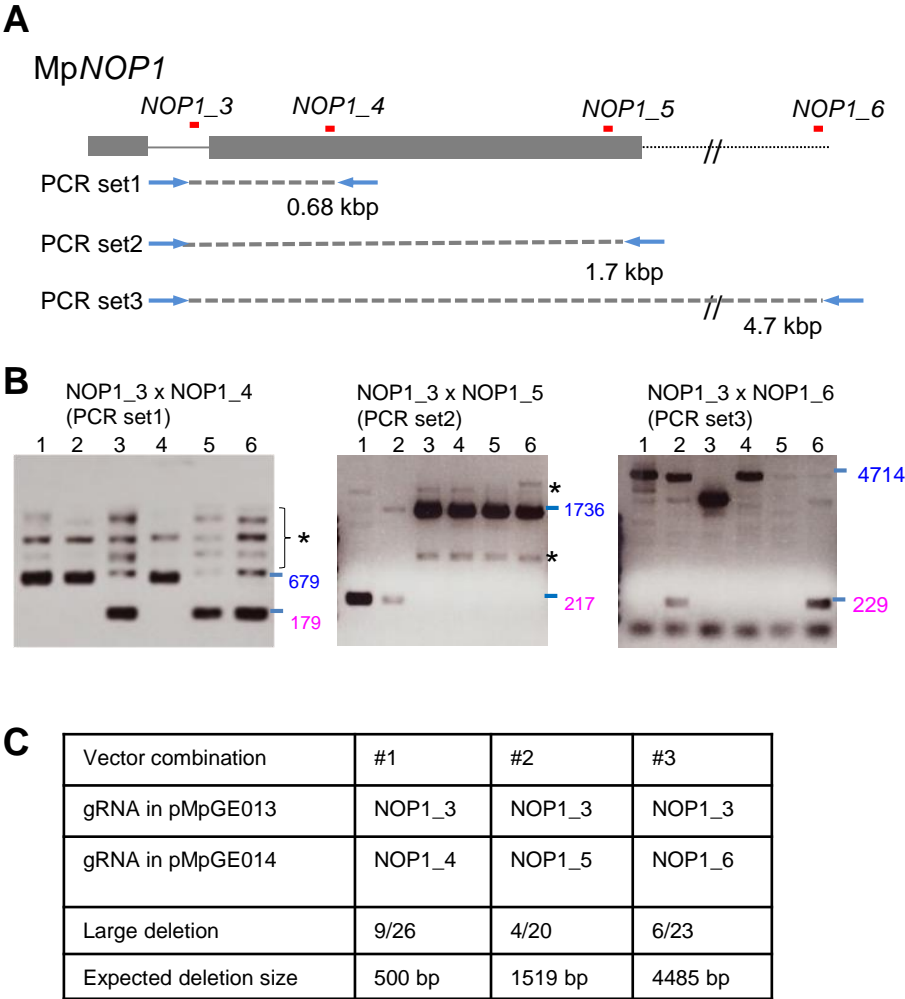 A
MpNOP1
NOP1_3 NOP1_4 NOP1_5 NOP1_6
//
PCR set1
0.68 kbp
PCR set2
1.7 kbp
PCR set3
//
4.7 kbp
B
NOP1_3 x NOP1_4
(PCR set1)
1 2 3 4 5 6
*
679
179
NOP1_3 x NOP1_5
(PCR set2)
1 2 3 4 5 6
*
1736
*
217
NOP1_3 x NOP1_6
(PCR set3)
1 2 3 4 5 6
4714
229
C
Vector combination #1 #2 #3
gRNA in pMpGE013 NOP1_3 NOP1_3 NOP1_3
gRNA in pMpGE014 NOP1_4 NOP1_5 NOP1_6
Large deletion 9/26 4/20 6/23
Expected deletion size 500 bp 1519 bp 4485 bp